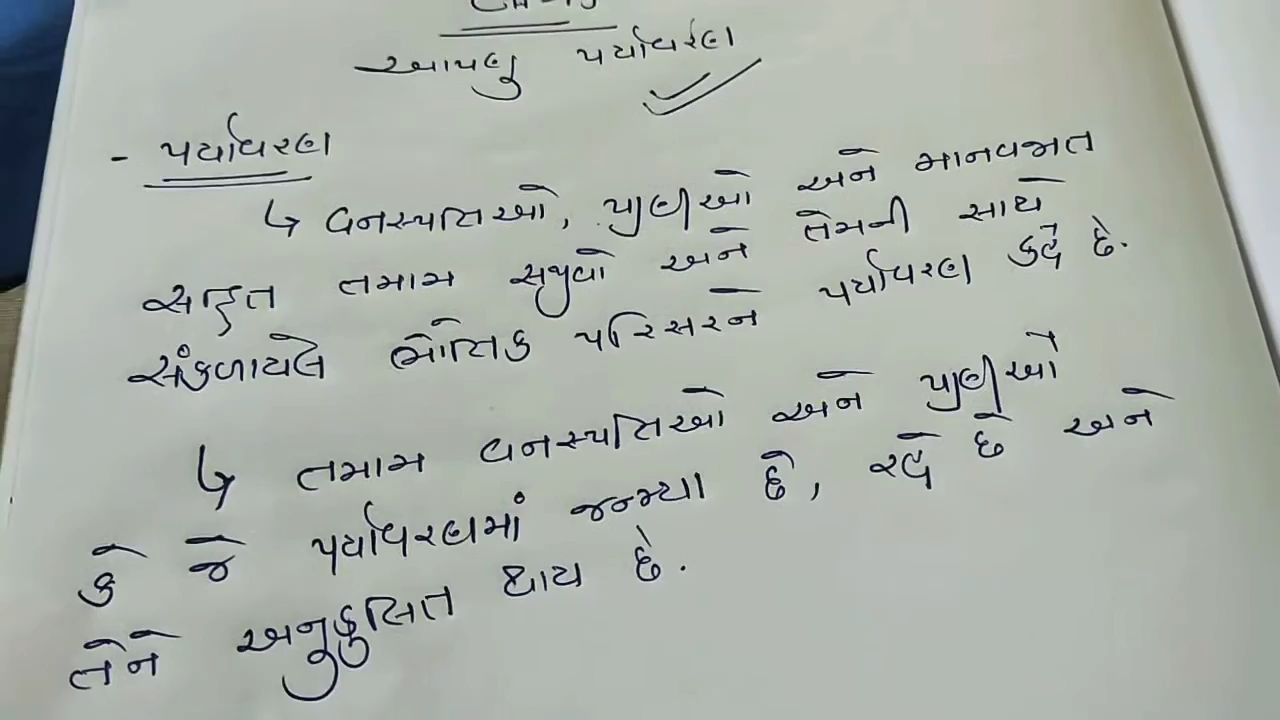 આપણુ પર્યાવરણ
- પર્યાવરણ
↳ વનસ્પતિઓ, પ્રાણીઓ અને માનવજાત
સહિત તમામ સજીવો અને તેમની સાથે
સંકળાયેલ ભૌતિક પરિસરને પર્યાવરણ કહે છે.
↳ તમામ વનસ્પતિઓ અને પ્રાણીઓ
કે જે પર્યાવરણમાં જન્મ્યા છે, રહે છે અને
તેને અનુકુલિત થાય છે.